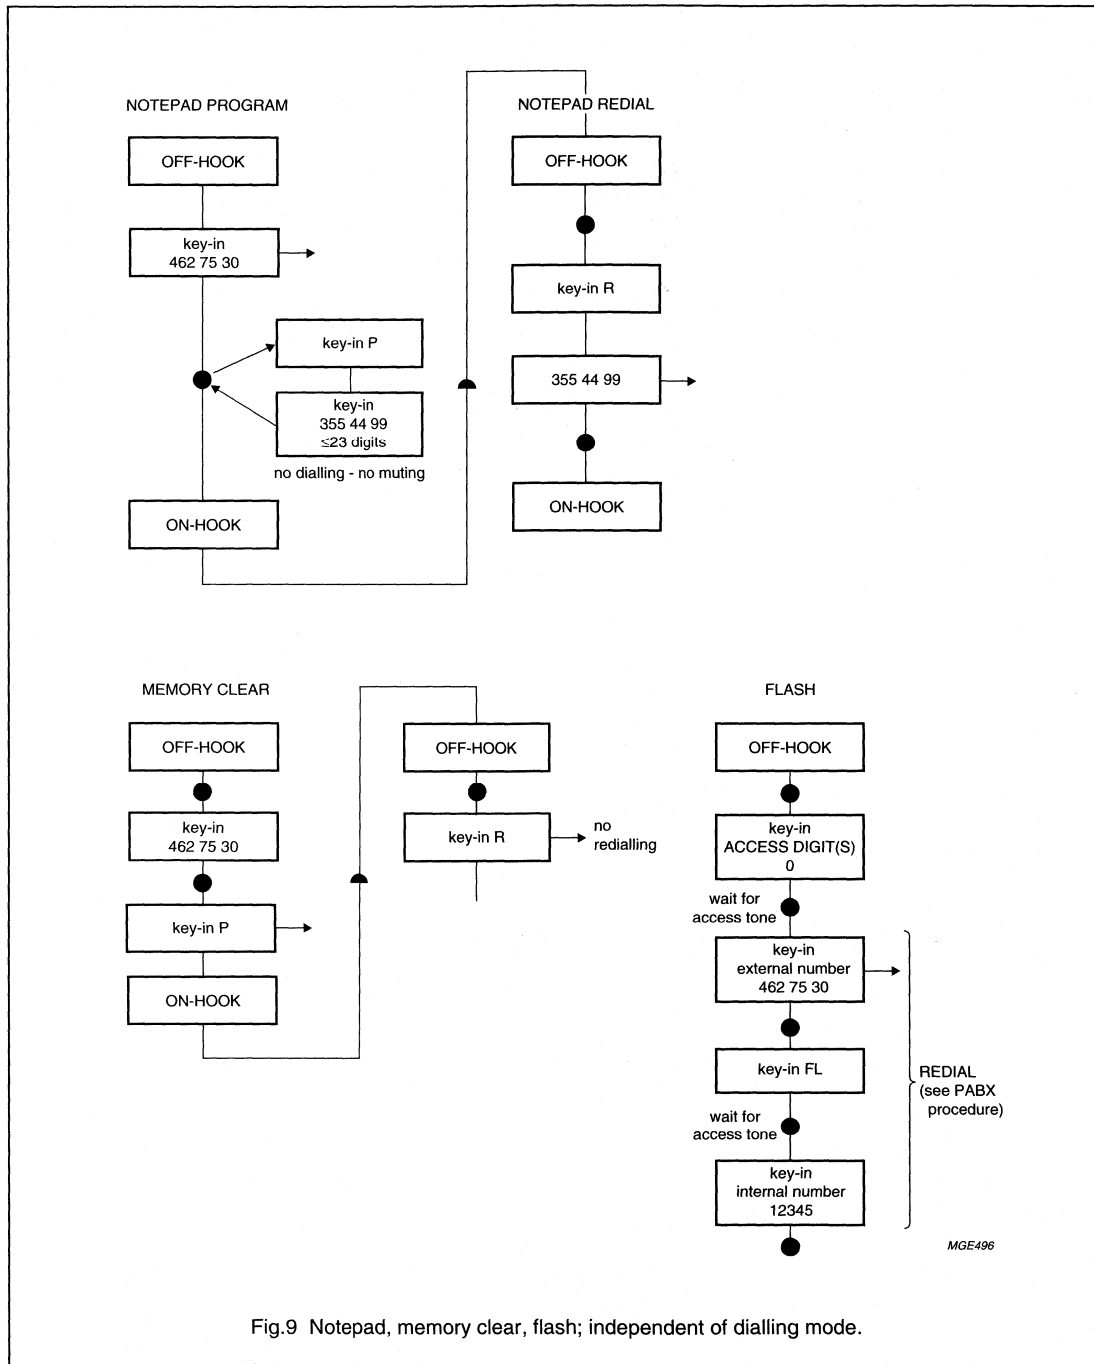 NOTEPAD PROGRAM
OFF-HOOK
key-in
462 75 30
key-in P
key-in
355 44 99
≤23 digits
no dialling - no muting
ON-HOOK
NOTEPAD REDIAL
OFF-HOOK
key-in R
355 44 99
ON-HOOK
MEMORY CLEAR
OFF-HOOK
key-in
462 75 30
key-in P
ON-HOOK
OFF-HOOK
key-in R
no
redialling
FLASH
OFF-HOOK
key-in
ACCESS DIGIT(S)
0
wait for
access tone
key-in
external number
462 75 30
key-in FL
wait for
access tone
key-in
internal number
12345
REDIAL
(see PABX
procedure)
MGE496
Fig.9 Notepad, memory clear, flash; independent of dialling mode.